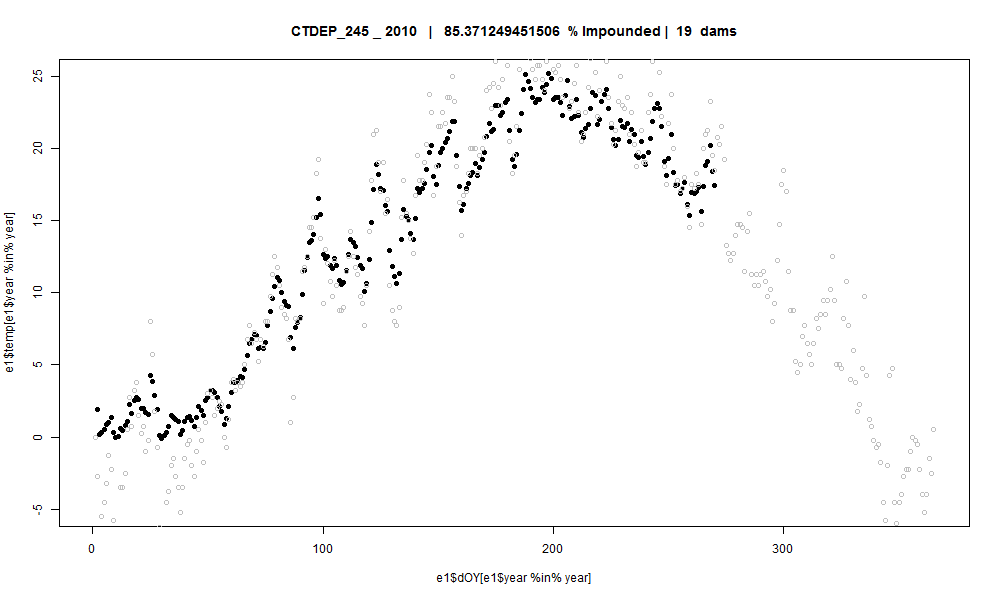 CTDEP_245 _ 2010 | 85.371249451506 % Impounded | 19 dams
e1$temp[e1$year %in% year]
25
20
15
10
5
0
-5
0 100 200 300
e1$dOY[e1$year %in% year]